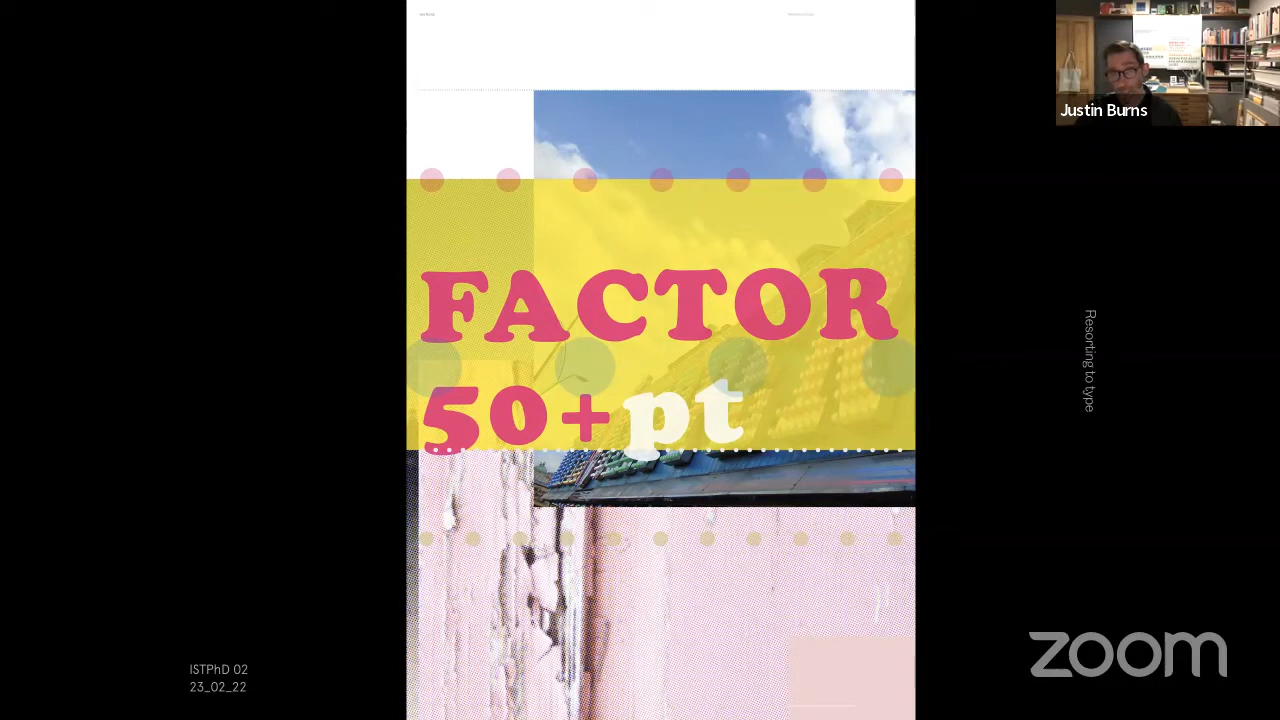 Justin Burns
FACTOR
50+pt
Resorting to type
ISTPhD 02
23_02_22
zoom